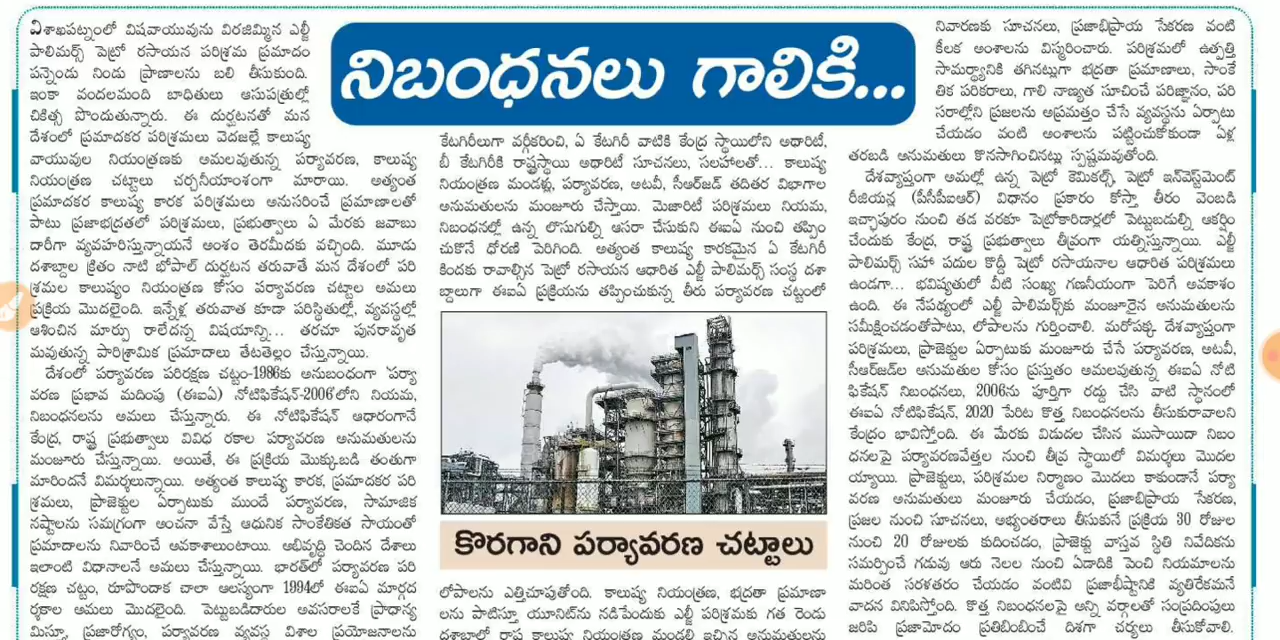 విశాఖపట్నంలో విషవాయువును విరజిమ్మిన ఎల్జీ
పాలిమర్స్ పెట్రో రసాయన పరిశ్రమ ప్రమాదం
పన్నెండు నిండు ప్రాణాలను బలి తీసుకుంది.
ఇంకా వందలమంది బాధితులు ఆసుపత్రుల్లో
చికిత్స పొందుతున్నారు. ఈ దుర్ఘటనతో మన
దేశంలో ప్రమాదకర పరిశ్రమలు వెదజల్లే కాలుష్య
వాయువుల నియంత్రణకు అమలవుతున్న పర్యావరణ, కాలుష్య
నియంత్రణ చట్టాలు చర్చనీయాంశంగా మారాయి. అత్యంత
ప్రమాదకర కాలుష్య కారక పరిశ్రమలు అనుసరించే ప్రమాణాలతో
పాటు ప్రజాభద్రతలో పరిశ్రమలు, ప్రభుత్వాలు ఏ మేరకు జవాబు
దారీగా వ్యవహరిస్తున్నాయనే అంశం తెరమీదకు వచ్చింది. మూడు
దశాబ్దాల క్రితం నాటి భోపాల్ దుర్ఘటన తరువాతే మన దేశంలో పరి
శ్రమల కాలుష్యం నియంత్రణ కోసం పర్యావరణ చట్టాల అమలు
ప్రక్రియ మొదలైంది. ఇన్నేళ్ల తరువాత కూడా పరిస్థితుల్లో, వ్యవస్థల్లో
ఆశించిన మార్పు రాలేదన్న విషయాన్ని... తరచూ పునరావృత
మవుతున్న పారిశ్రామిక ప్రమాదాలు తేటతెల్లం చేస్తున్నాయి.
దేశంలో పర్యావరణ పరిరక్షణ చట్టం-1986కు అనుబంధంగా 'పర్యా
వరణ ప్రభావ మదింపు (ఈఐఏ) నోటిఫికేషన్-2006'లోని నియమ,
నిబంధనలను అమలు చేస్తున్నారు. ఈ నోటిఫికేషన్ ఆధారంగానే
కేంద్ర, రాష్ట్ర ప్రభుత్వాలు వివిధ రకాల పర్యావరణ అనుమతులను
మంజూరు చేస్తున్నాయి. అయితే, ఈ ప్రక్రియ మొక్కుబడి తంతుగా
మారిందనే విమర్శలున్నాయి. అత్యంత కాలుష్య కారక, ప్రమాదకర పరి
శ్రమలు, ప్రాజెక్టుల ఏర్పాటుకు ముందే పర్యావరణ, సామాజిక
నష్టాలను సమగ్రంగా అంచనా వేస్తే ఆధునిక సాంకేతికత సాయంతో
ప్రమాదాలను నివారించే అవకాశాలుంటాయి. అభివృద్ధి చెందిన దేశాలు
ఇలాంటి విధానాలనే అమలు చేస్తున్నాయి. భారత్‌లో పర్యావరణ పరి
రక్షణ చట్టం, రూపొందాక చాలా ఆలస్యంగా 1994లో ఈఐఏ మార్గద
ర్శకాల అమలు మొదలైంది. పెట్టుబడిదారుల అవసరాలకే ప్రాధాన్య
మిస్తూ, ప్రజారోగ్యం, పర్యావరణ వ్యవస్థ విశాల ప్రయోజనాలను
నిబంధనలు గాలికి...
కేటగిరీలుగా వర్గీకరించి, ఏ కేటగిరీ వాటికి కేంద్ర స్థాయిలోని అథారిటీ,
బీ కేటగిరీకి రాష్ట్రస్థాయి అథారిటీ సూచనలు, సలహాలతో... కాలుష్య
నియంత్రణ మండళ్లు, పర్యావరణ, అటవీ, సీఆర్‌జడ్ తదితర విభాగాల
అనుమతులను మంజూరు చేస్తాయి. మెజారిటీ పరిశ్రమలు నియమ,
నిబంధనల్లో ఉన్న లొసుగుల్ని ఆసరా చేసుకుని ఈఐఏ నుంచి తప్పిం
చుకొనే ధోరణి పెరిగింది. అత్యంత కాలుష్య కారకమైన ఏ కేటగిరీ
కిందకు రావాల్సిన పెట్రో రసాయన ఆధారిత ఎల్జీ పాలిమర్స్ సంస్థ దశా
బ్దాలుగా ఈఐఏ ప్రక్రియను తప్పించుకున్న తీరు పర్యావరణ చట్టంలో
కొరగాని పర్యావరణ చట్టాలు
లోపాలను ఎత్తిచూపుతోంది. కాలుష్య నియంత్రణ, భద్రతా ప్రమాణా
లను పాటిస్తూ యూనిట్‌ను నడిపేందుకు ఎల్జీ పరిశ్రమకు గత రెండు
దశాబ్దాల్లో రాష్ట్ర కాలుష్య నియంత్రణ మండలి ఇచ్చిన అనుమతులను
నివారణకు సూచనలు, ప్రజాభిప్రాయ సేకరణ వంటి
కీలక అంశాలను విస్మరించారు. పరిశ్రమలో ఉత్పత్తి
సామర్థ్యానికి తగినట్లుగా భద్రతా ప్రమాణాలు, సాంకే
తిక పరికరాలు, గాలి నాణ్యత సూచించే పరిజ్ఞానం, పరి
సరాల్లోని ప్రజలను అప్రమత్తం చేసే వ్యవస్థను ఏర్పాటు
చేయడం వంటి అంశాలను పట్టించుకోకుండా ఏళ్ల
తరబడి అనుమతులు కొనసాగించినట్లు స్పష్టమవుతోంది.
దేశవ్యాప్తంగా అమల్లో ఉన్న పెట్రో కెమికల్స్, పెట్రో ఇన్‌వెస్ట్‌మెంట్
రీజియన్ల (పీసీపీఐఆర్) విధానం ప్రకారం కోస్తా తీరం వెంబడి
ఇచ్ఛాపురం నుంచి తడ వరకూ పెట్రోకారిడార్లలో పెట్టుబడుల్ని ఆకర్షిం
చేందుకు కేంద్ర, రాష్ట్ర ప్రభుత్వాలు తీవ్రంగా యత్నిస్తున్నాయి. ఎల్జీ
పాలిమర్స్ సహా పదుల కొద్దీ పెట్రో రసాయనాల ఆధారిత పరిశ్రమలు
ఉండగా... భవిష్యత్తులో వీటి సంఖ్య గణనీయంగా పెరిగే అవకాశం
ఉంది. ఈ నేపథ్యంలో ఎల్జీ పాలిమర్స్‌కు మంజూరైన అనుమతులను
సమీక్షించడంతోపాటు, లోపాలను గుర్తించాలి. మరోపక్క దేశవ్యాప్తంగా
పరిశ్రమలు, ప్రాజెక్టుల ఏర్పాటుకు మంజూరు చేసే పర్యావరణ, అటవీ,
సీఆర్‌జడ్‌ల అనుమతుల కోసం ప్రస్తుతం అమలవుతున్న ఈఐఏ నోటి
ఫికేషన్ నిబంధనలు, 2006ను పూర్తిగా రద్దు చేసి వాటి స్థానంలో
ఈఐఏ నోటిఫికేషన్, 2020 పేరిట కొత్త నిబంధనలను తీసుకురావాలని
కేంద్రం భావిస్తోంది. ఈ మేరకు విడుదల చేసిన ముసాయిదా నిబం
ధనలపై పర్యావరణవేత్తల నుంచి తీవ్ర స్థాయిలో విమర్శలు మొదల
య్యాయి. ప్రాజెక్టులు, పరిశ్రమల నిర్మాణం మొదలు కాకుండానే పర్యా
వరణ అనుమతులు మంజూరు చేయడం, ప్రజాభిప్రాయ సేకరణ,
ప్రజల నుంచి సూచనలు, అభ్యంతరాలు తీసుకునే ప్రక్రియ 30 రోజుల
నుంచి 20 రోజులకు కుదించడం, ప్రాజెక్టు వాస్తవ స్థితి నివేదికను
సమర్పించే గడువు ఆరు నెలల నుంచి ఏడాదికి పెంచి నియమాలను
మరింత సరళతరం చేయడం వంటివి ప్రజాభీష్టానికి వ్యతిరేకమనే
వాదన వినిపిస్తోంది. కొత్త నిబంధనలపై అన్ని వర్గాలతో సంప్రదింపులు
జరిపి ప్రజామోదం ప్రతిబింబించే దిశగా చర్యలు తీసుకోవాలి.